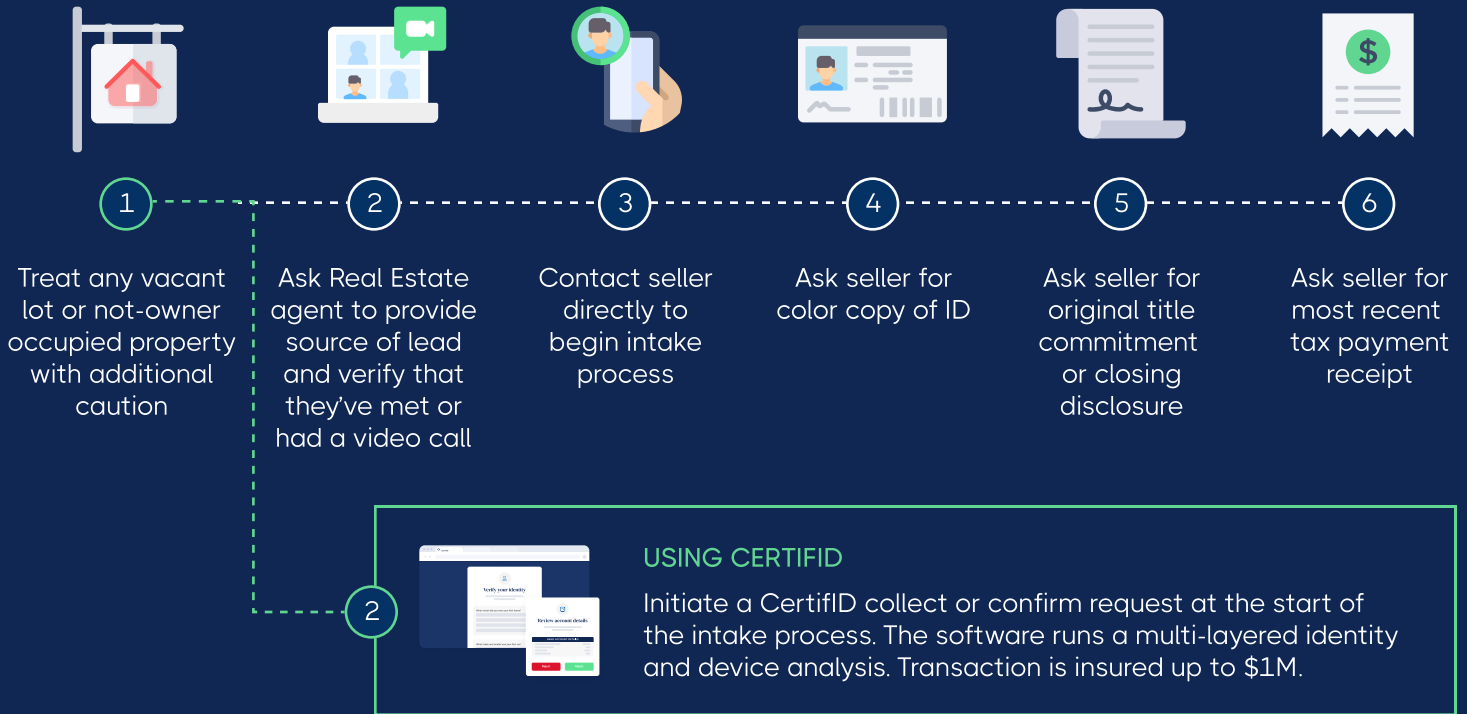 1
Treat any vacant
lot or not-owner
occupied property
with additional
caution
2
Ask Real Estate
agent to provide
source of lead
and verify that
they've met or
had a video call
3
Contact seller
directly to
begin intake
process
4
Ask seller for
color copy of ID
5
Ask seller for
original title
commitment
or closing
disclosure
$
6
Ask seller for
most recent
tax payment
receipt
2
Verify your identity
Review account details
USING CERTIFID
Initiate a CertifID collect or confirm request at the start of
the intake process. The software runs a multi-layered identity
and device analysis. Transaction is insured up to $1M.